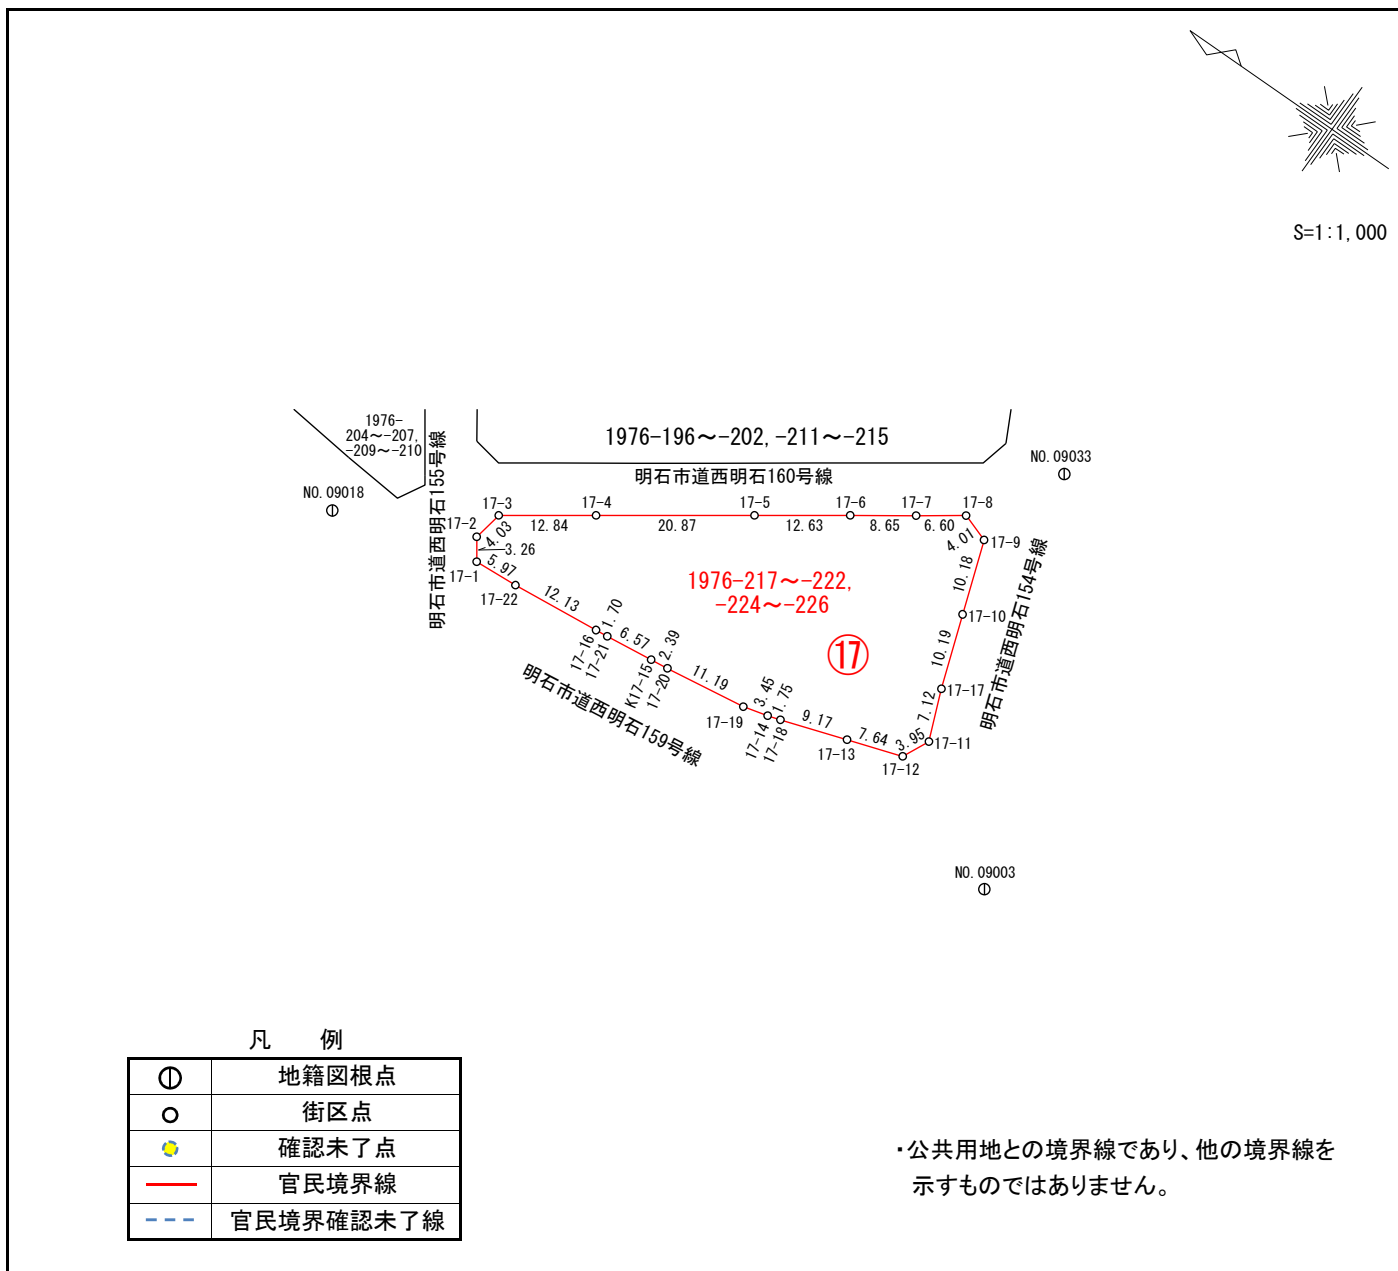 S=1:1,000
1976-
204～-207,
-209～-210
1976-196～-202,-211～-215
NO.09033
明石市道西明石160号線
NO.09018
明石市道西明石155号線
17-3
17-4
17-5
17-6
17-7
17-8
17-2
4.03
12.84
20.87
12.63
8.65
6.60
4.01
17-9
3.26
17-1
5.97
17-22
12.13
1976-217～-222,
-224～-226
10.18
明石市道西明石154号線
17-10
17-16
1.70
17-21
6.57
K17-15
2.39
17-20
⑰
10.19
11.19
17-17
明石市道西明石159号線
17-19
3.45
17-14
1.75
17-18
9.17
7.12
17-13
7.64
3.95
17-11
17-12
NO.09003
凡 例
地籍図根点
街区点
確認未了点
官民境界線
官民境界確認未了線
・公共用地との境界線であり、他の境界線を
示すものではありません。